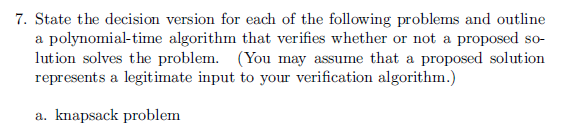 7. State the decision version for each of the following problems and outline
a polynomial-time algorithm that verifies whether or not a proposed so-
lution solves the problem. (You may assume that a proposed solution
represents a legitimate input to your verification algorithm.)
a. knapsack problem